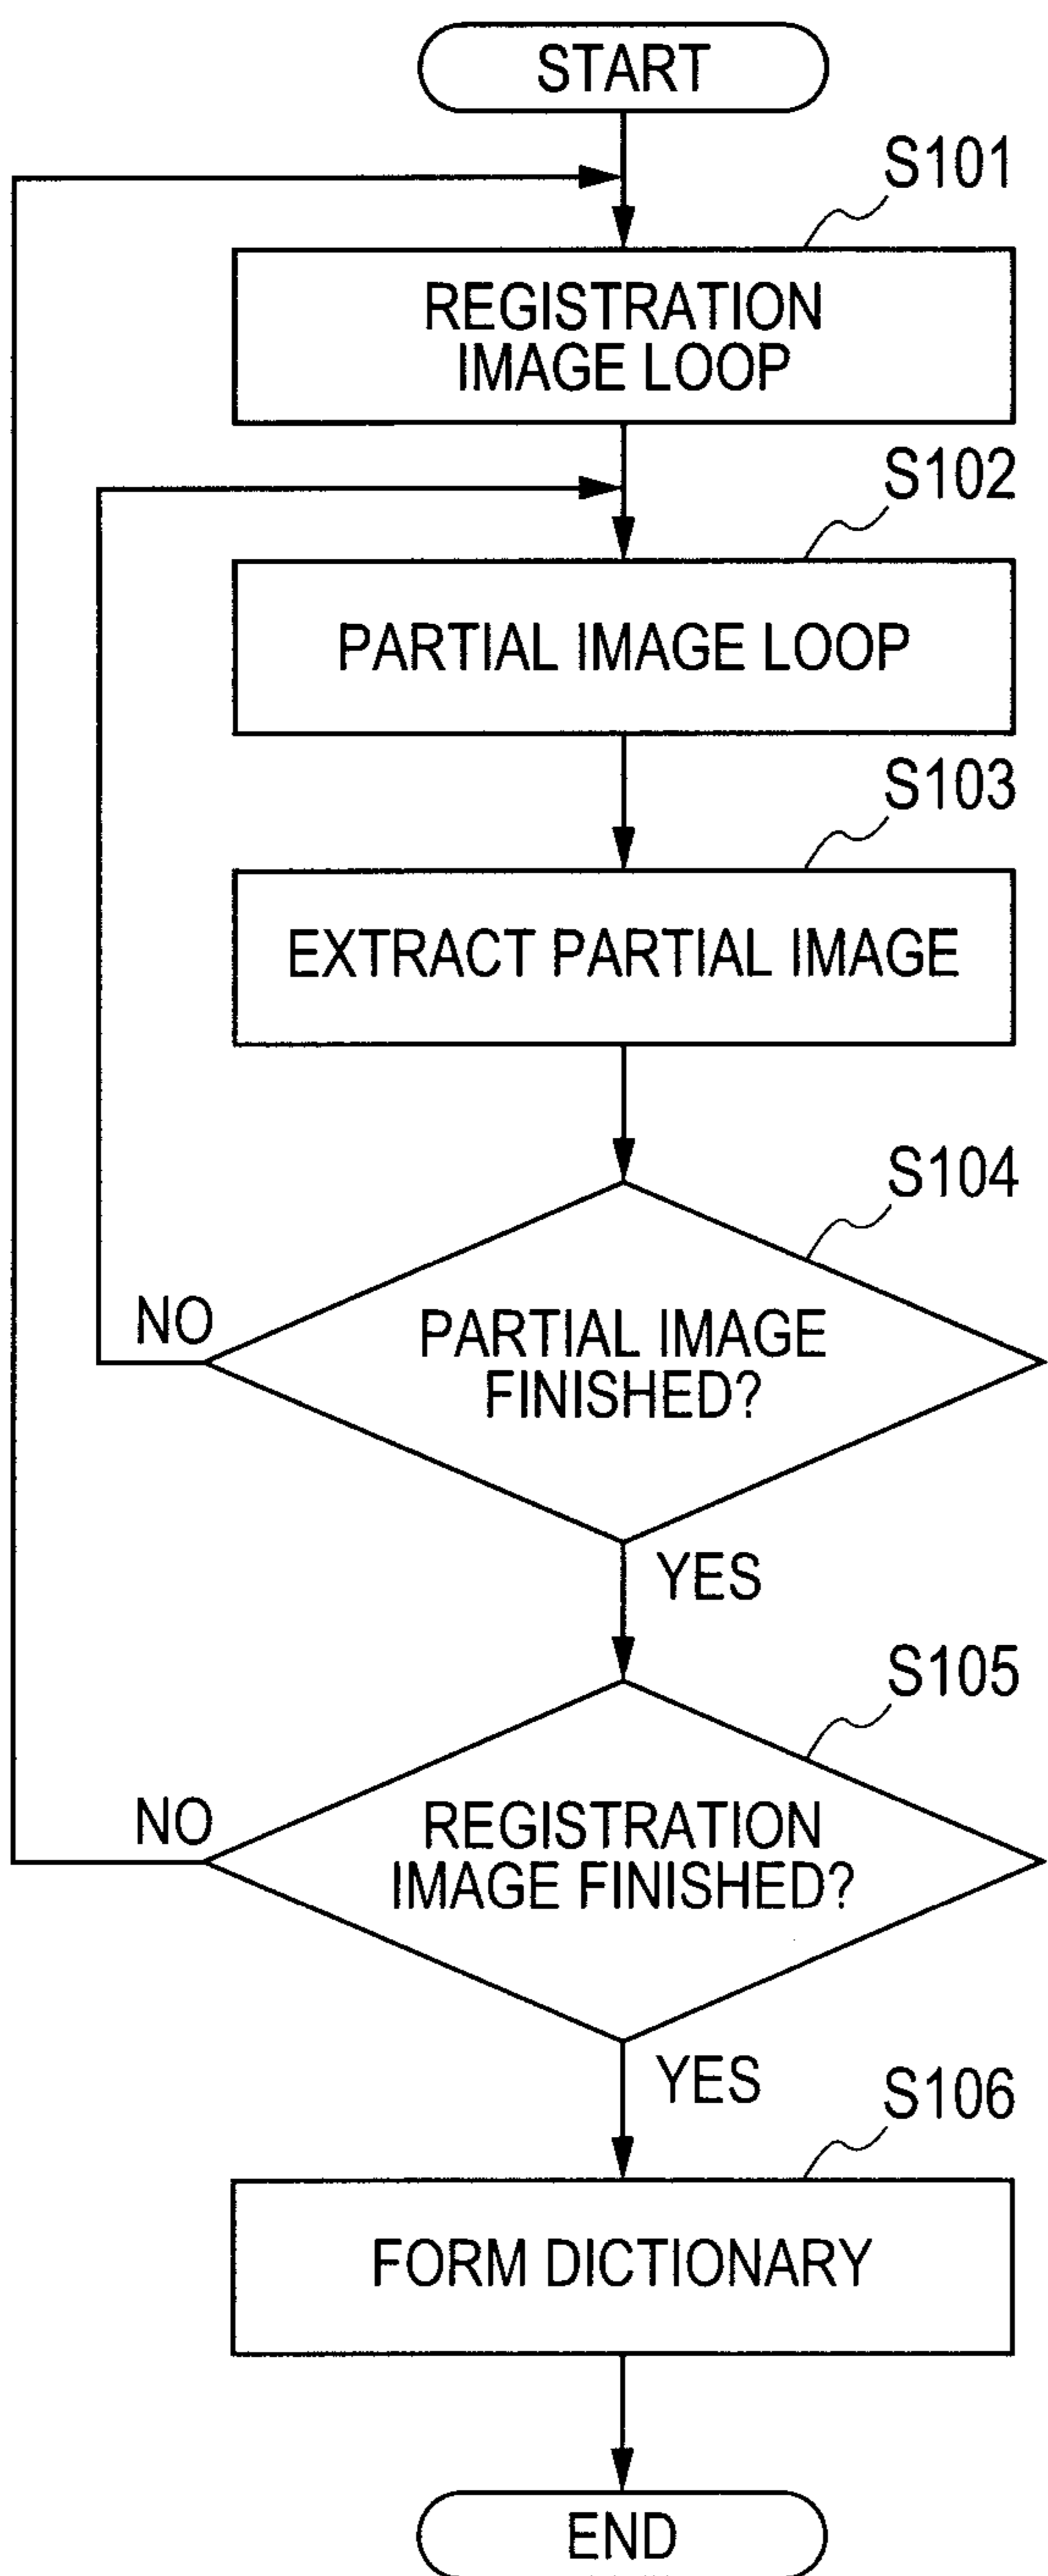 START
S101
REGISTRATION
IMAGE LOOP
S102
PARTIAL IMAGE LOOP
S103
EXTRACT PARTIAL IMAGE
S104
NO
PARTIAL IMAGE
FINISHED?
YES
S105
NO
REGISTRATION
IMAGE FINISHED?
YES
S106
FORM DICTIONARY
END